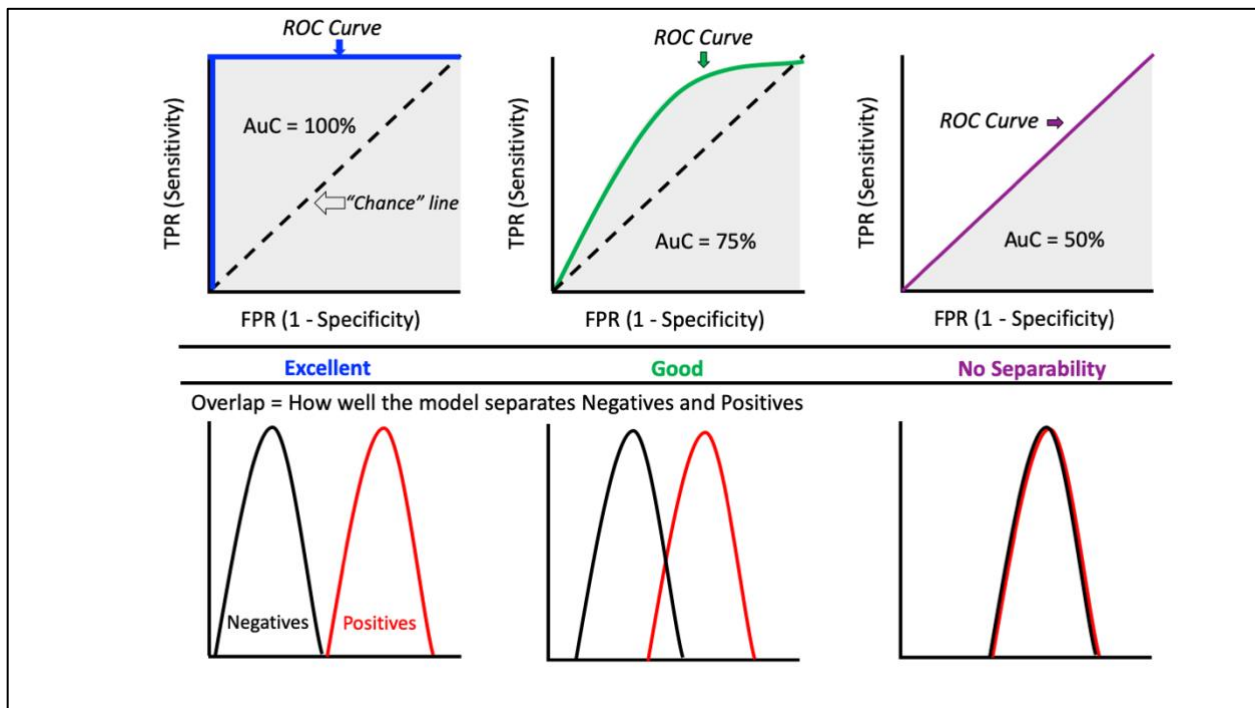 ROC Curve
TPR (Sensitivity)
AuC = 100%
“Chance” line
FPR (1 - Specificity)
ROC Curve
TPR (Sensitivity)
AuC = 75%
FPR (1 - Specificity)
ROC Curve
TPR (Sensitivity)
AuC = 50%
FPR (1 - Specificity)
Excellent
Good
No Separability
Overlap = How well the model separates Negatives and Positives
Negatives
Positives